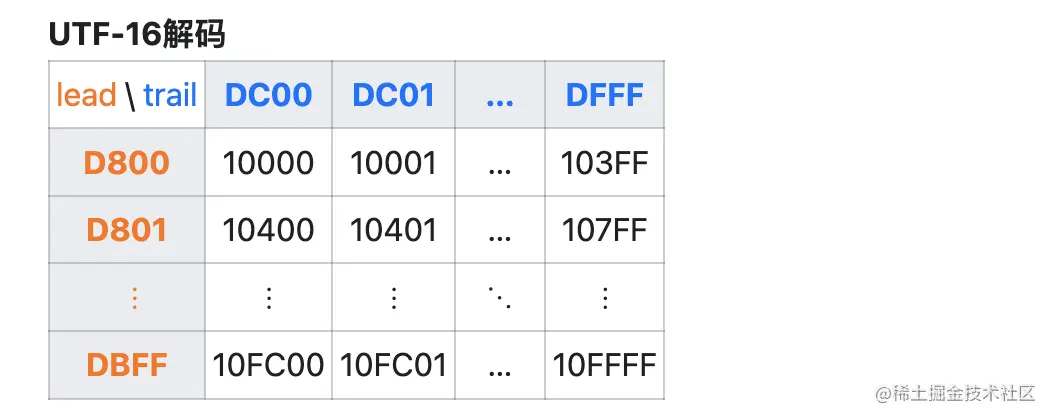 UTF-16解码
lead \ trail DC00 DC01 ... DFFF
D800 10000 10001 ... 103FF
D801 10400 10401 ... 107FF
⋮ ⋮ ⋮ ⋱ ⋮
DBFF 10FC00 10FC01 ... 10FFFF
@稀土掘金技术社区